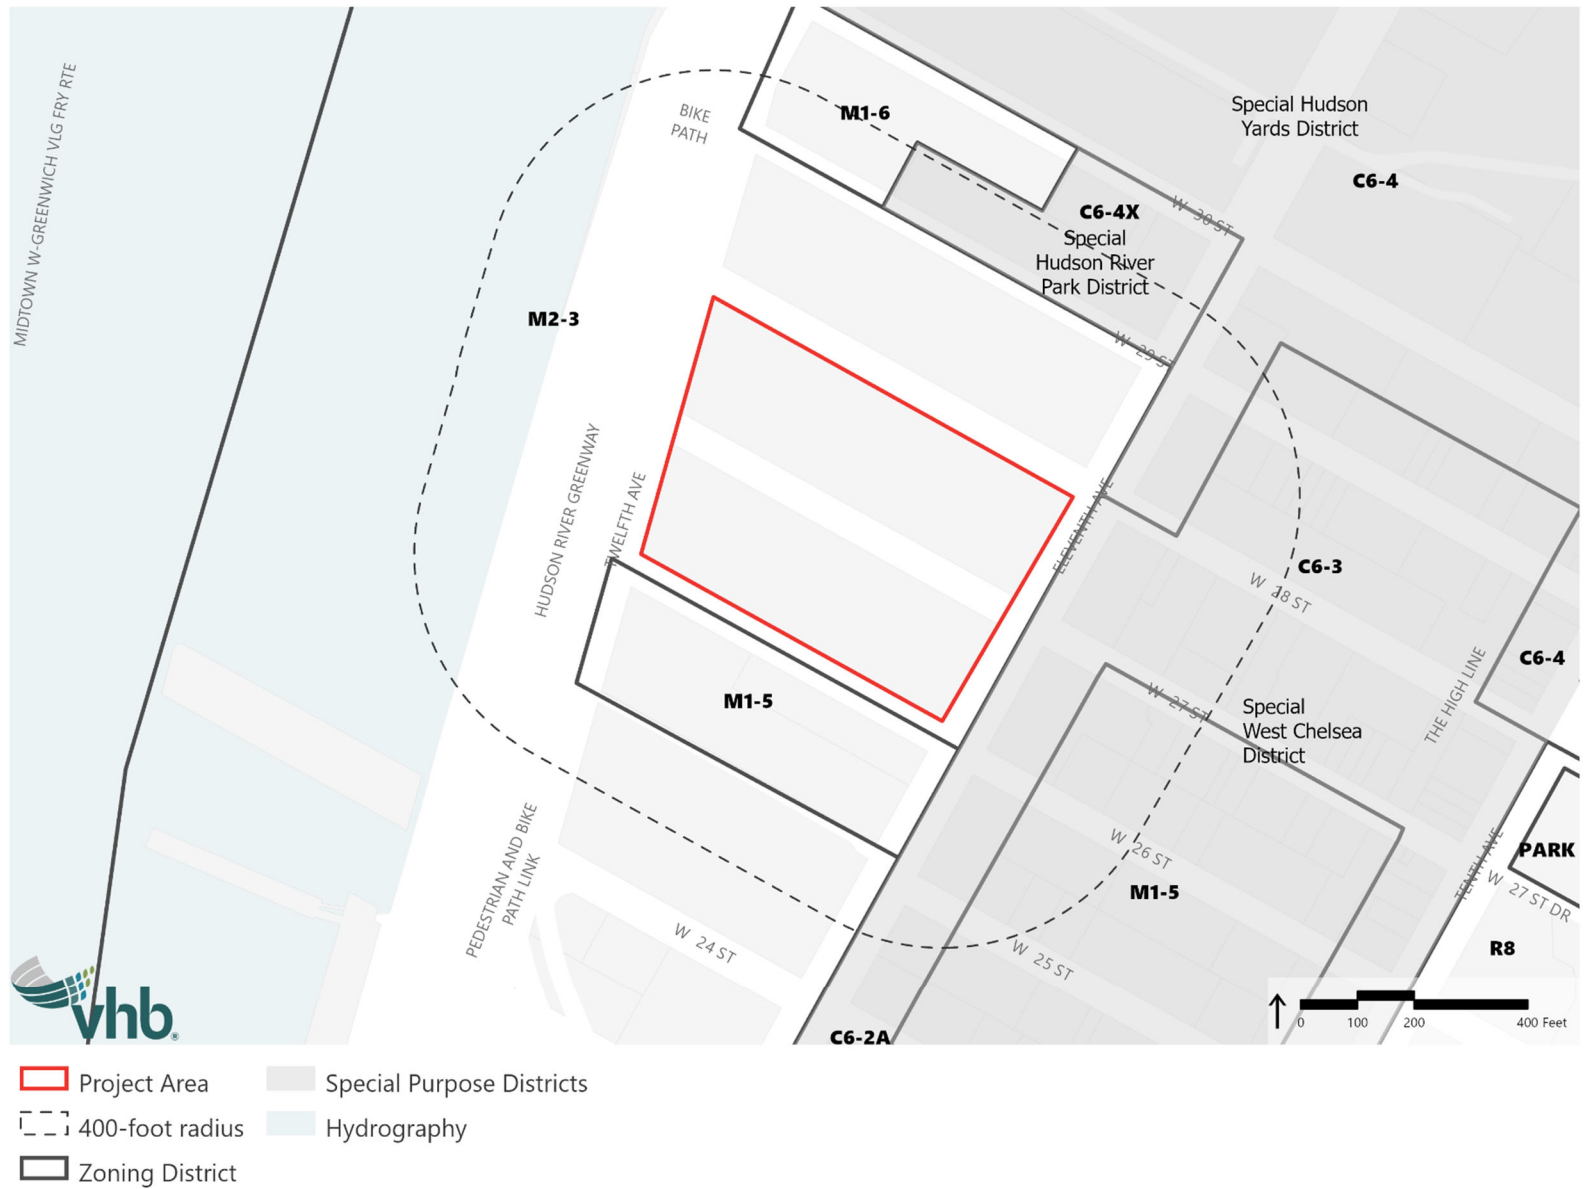 MIDTOWN W-GREENWICH VLG FRY RTE
BIKE
PATH
M1-6
Special Hudson
Yards District
C6-4
W 30 ST
C6-4X
Special
Hudson River
Park District
M2-3
W 29 ST
HUDSON RIVER GREENWAY
TWELFTH AVE
ELEVENTH AVE
C6-3
W 28 ST
C6-4
THE HIGH LINE
M1-5
W 27 ST
Special
West Chelsea
District
PEDESTRIAN AND BIKE
PATH LINK
W 26 ST
M1-5
TENTH AVE
PARK
W 27 ST DR
R8
W 24 ST
W 25 ST
C6-2A
vhb®
0 100 200 400 Feet
Project Area
Special Purpose Districts
400-foot radius
Hydrography
Zoning District